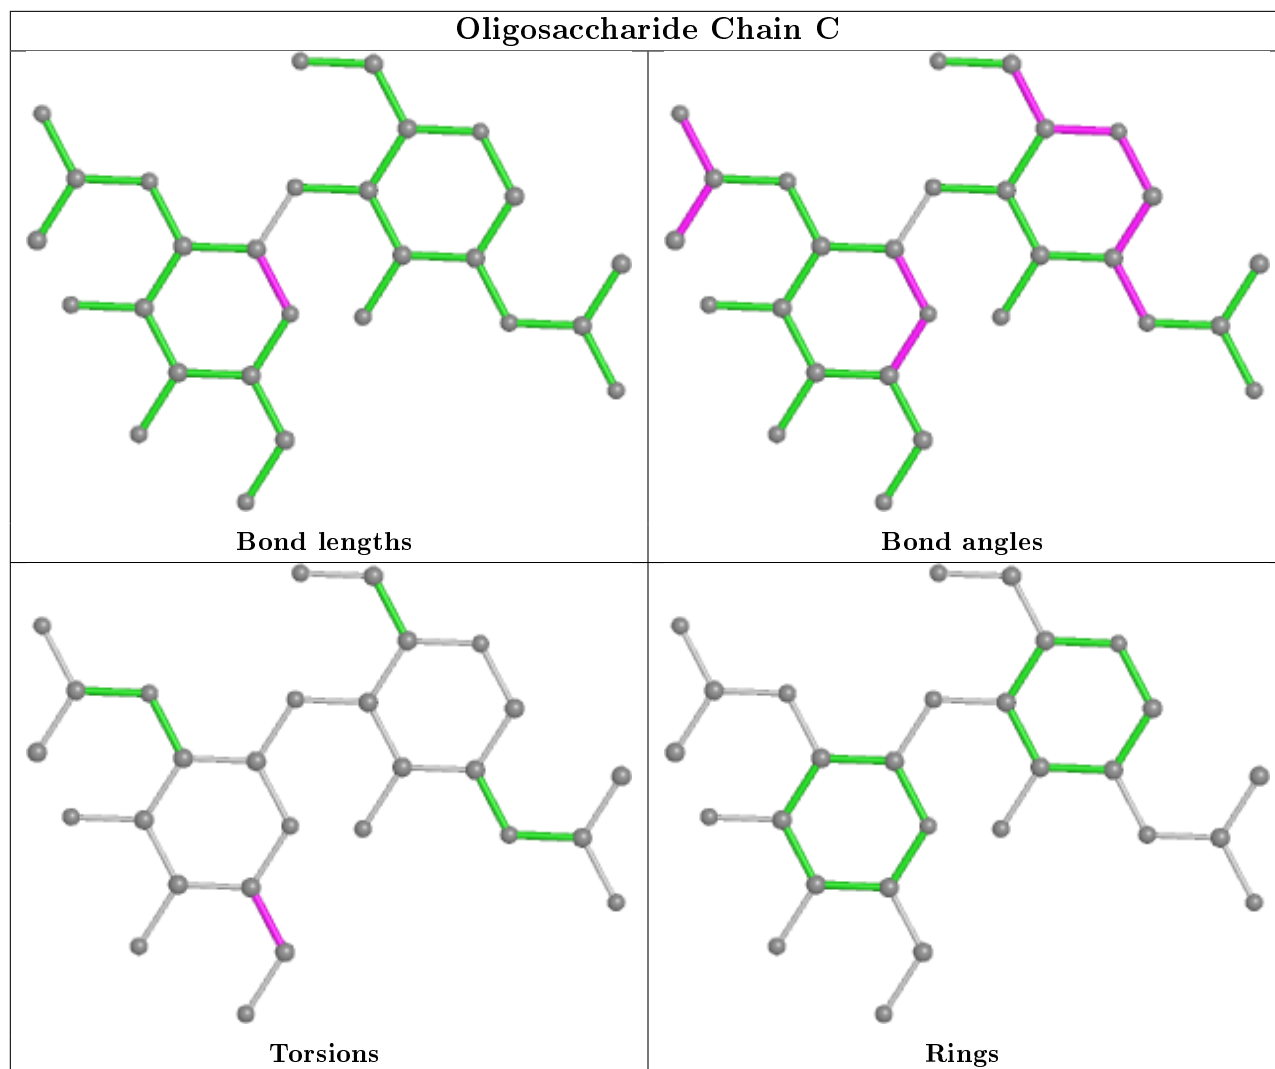 Oligosaccharide Chain C
Bond lengths
Bond angles
Torsions
Rings